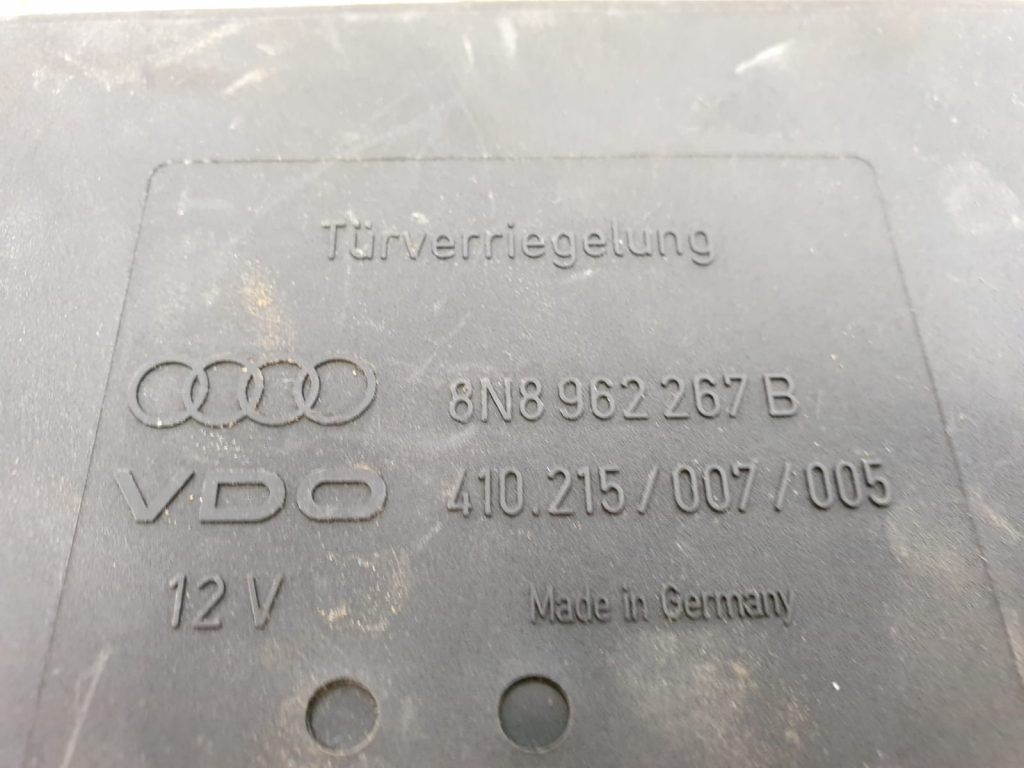 Türverriegelung
8N8 962 267 B
VDO 410.215/007/005
12 V Made in Germany